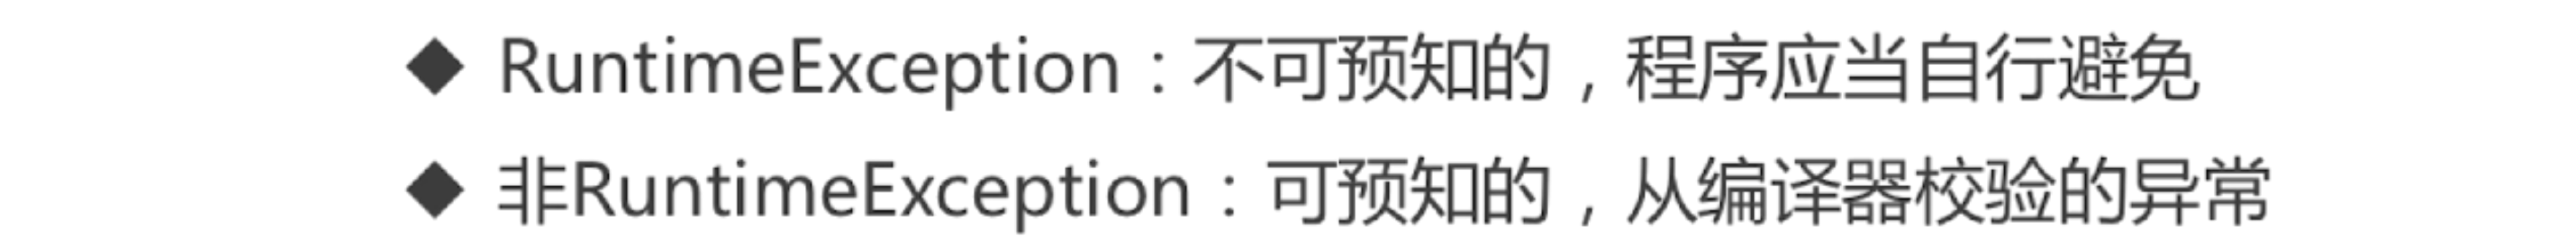 ◆ RuntimeException：不可预知的，程序应当自行避免
◆ 非RuntimeException：可预知的，从编译器校验的异常